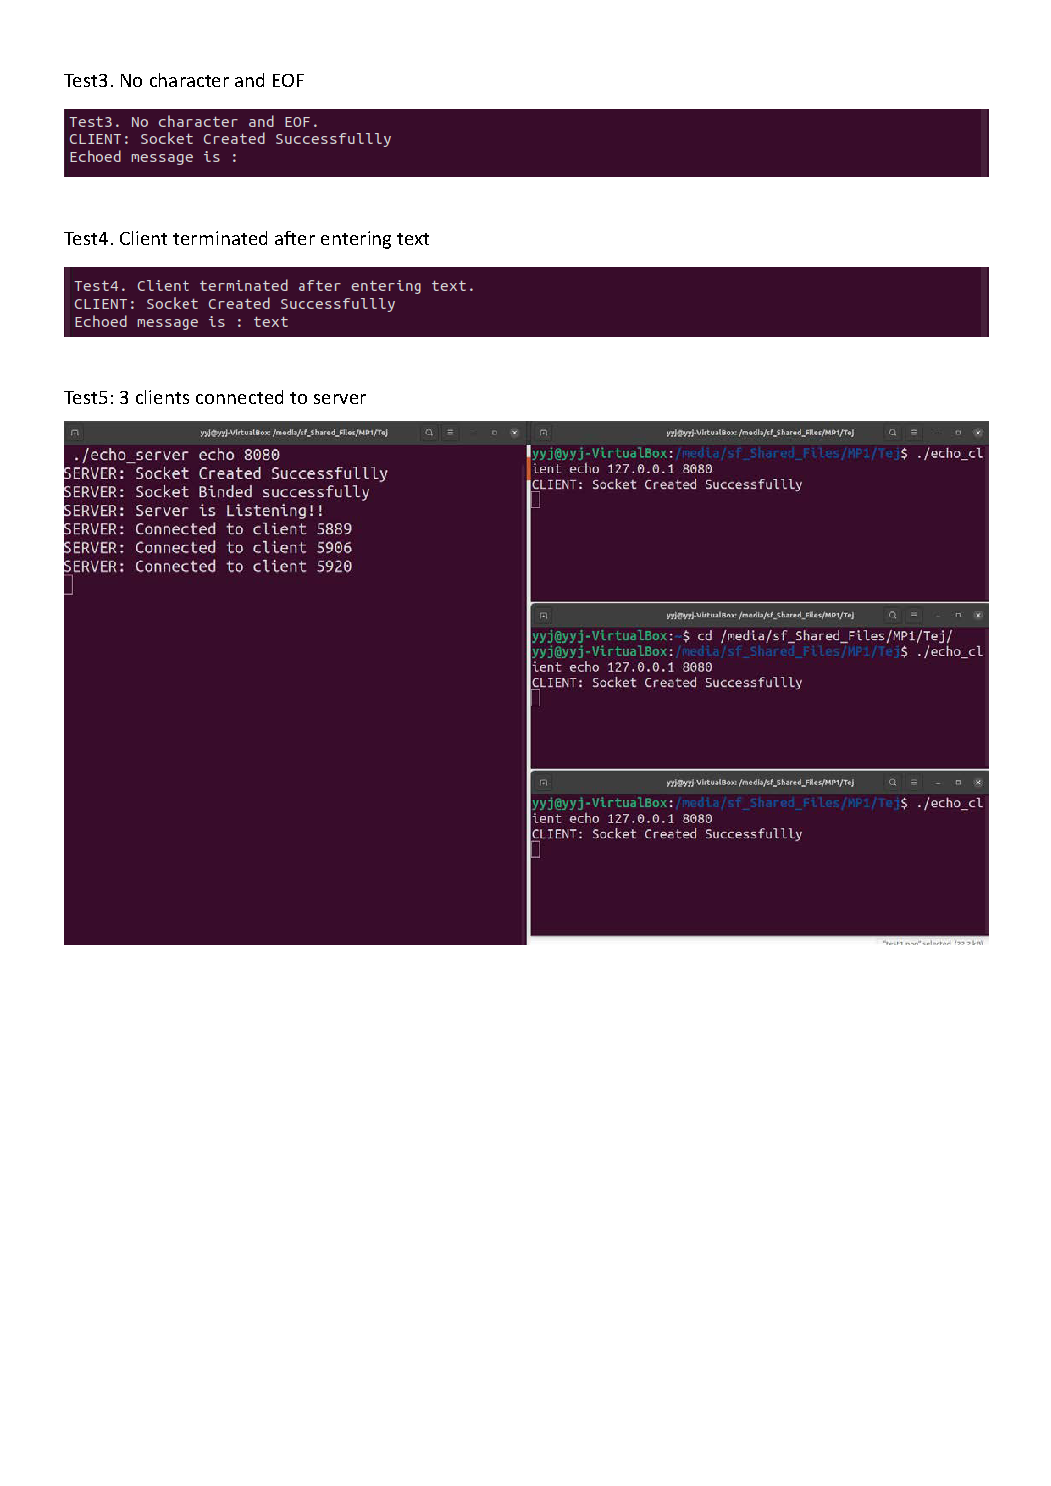 Test3. No character and EOF
Test3. No character and EOF.
CLIENT: Socket Created Successfullly
Echoed message is :
Test4. Client terminated after entering text
Test4. Client terminated after entering text.
CLIENT: Socket Created Successfullly
Echoed message is : text
Test5: 3 clients connected to server
yyj@yyj-VirtualBox: /media/sf_Shared_Files/MP1/Tej
./echo_server echo 8080
SERVER: Socket Created Successfullly
SERVER: Socket Binded successfully
SERVER: Server is Listening!!
SERVER: Connected to client 5889
SERVER: Connected to client 5906
SERVER: Connected to client 5920
yyj@yyj-VirtualBox: /media/sf_Shared_Files/MP1/Tej
yyj@yyj-VirtualBox:/media/sf_Shared_Files/MP1/Tej$ ./echo_cl
ient echo 127.0.0.1 8080
CLIENT: Socket Created Successfullly
yyj@yyj-VirtualBox: /media/sf_Shared_Files/MP1/Tej
yyj@yyj-VirtualBox:~$ cd /media/sf_Shared_Files/MP1/Tej/
yyj@yyj-VirtualBox:/media/sf_Shared_Files/MP1/Tej$ ./echo_cl
ient echo 127.0.0.1 8080
CLIENT: Socket Created Successfullly
yyj@yyj-VirtualBox: /media/sf_Shared_Files/MP1/Tej
yyj@yyj-VirtualBox:/media/sf_Shared_Files/MP1/Tej$ ./echo_cl
ient echo 127.0.0.1 8080
CLIENT: Socket Created Successfullly